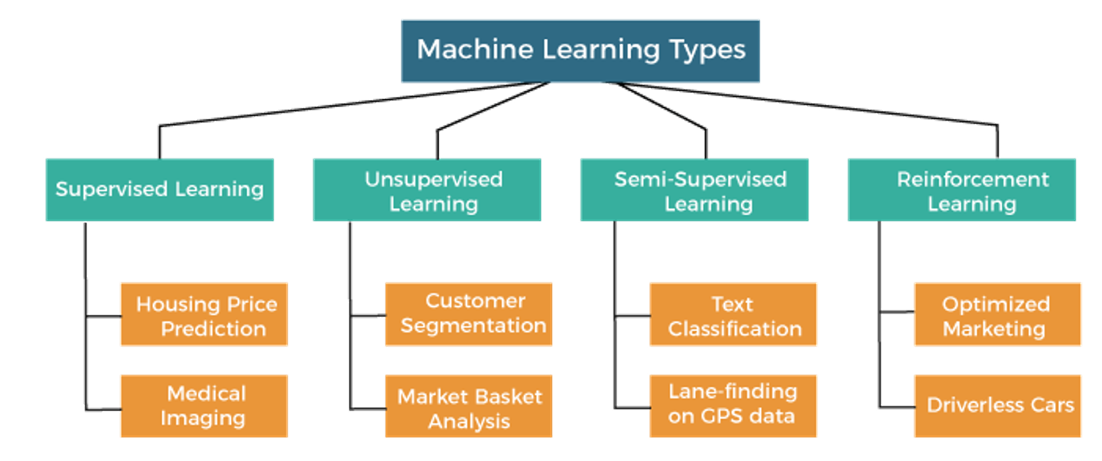 Machine Learning Types
Supervised Learning
Unsupervised
Learning
Semi-Supervised
Learning
Reinforcement
Learning
Housing Price
Prediction
Customer
Segmentation
Text
Classification
Optimized
Marketing
Medical
Imaging
Market Basket
Analysis
Lane-finding
on GPS data
Driverless Cars